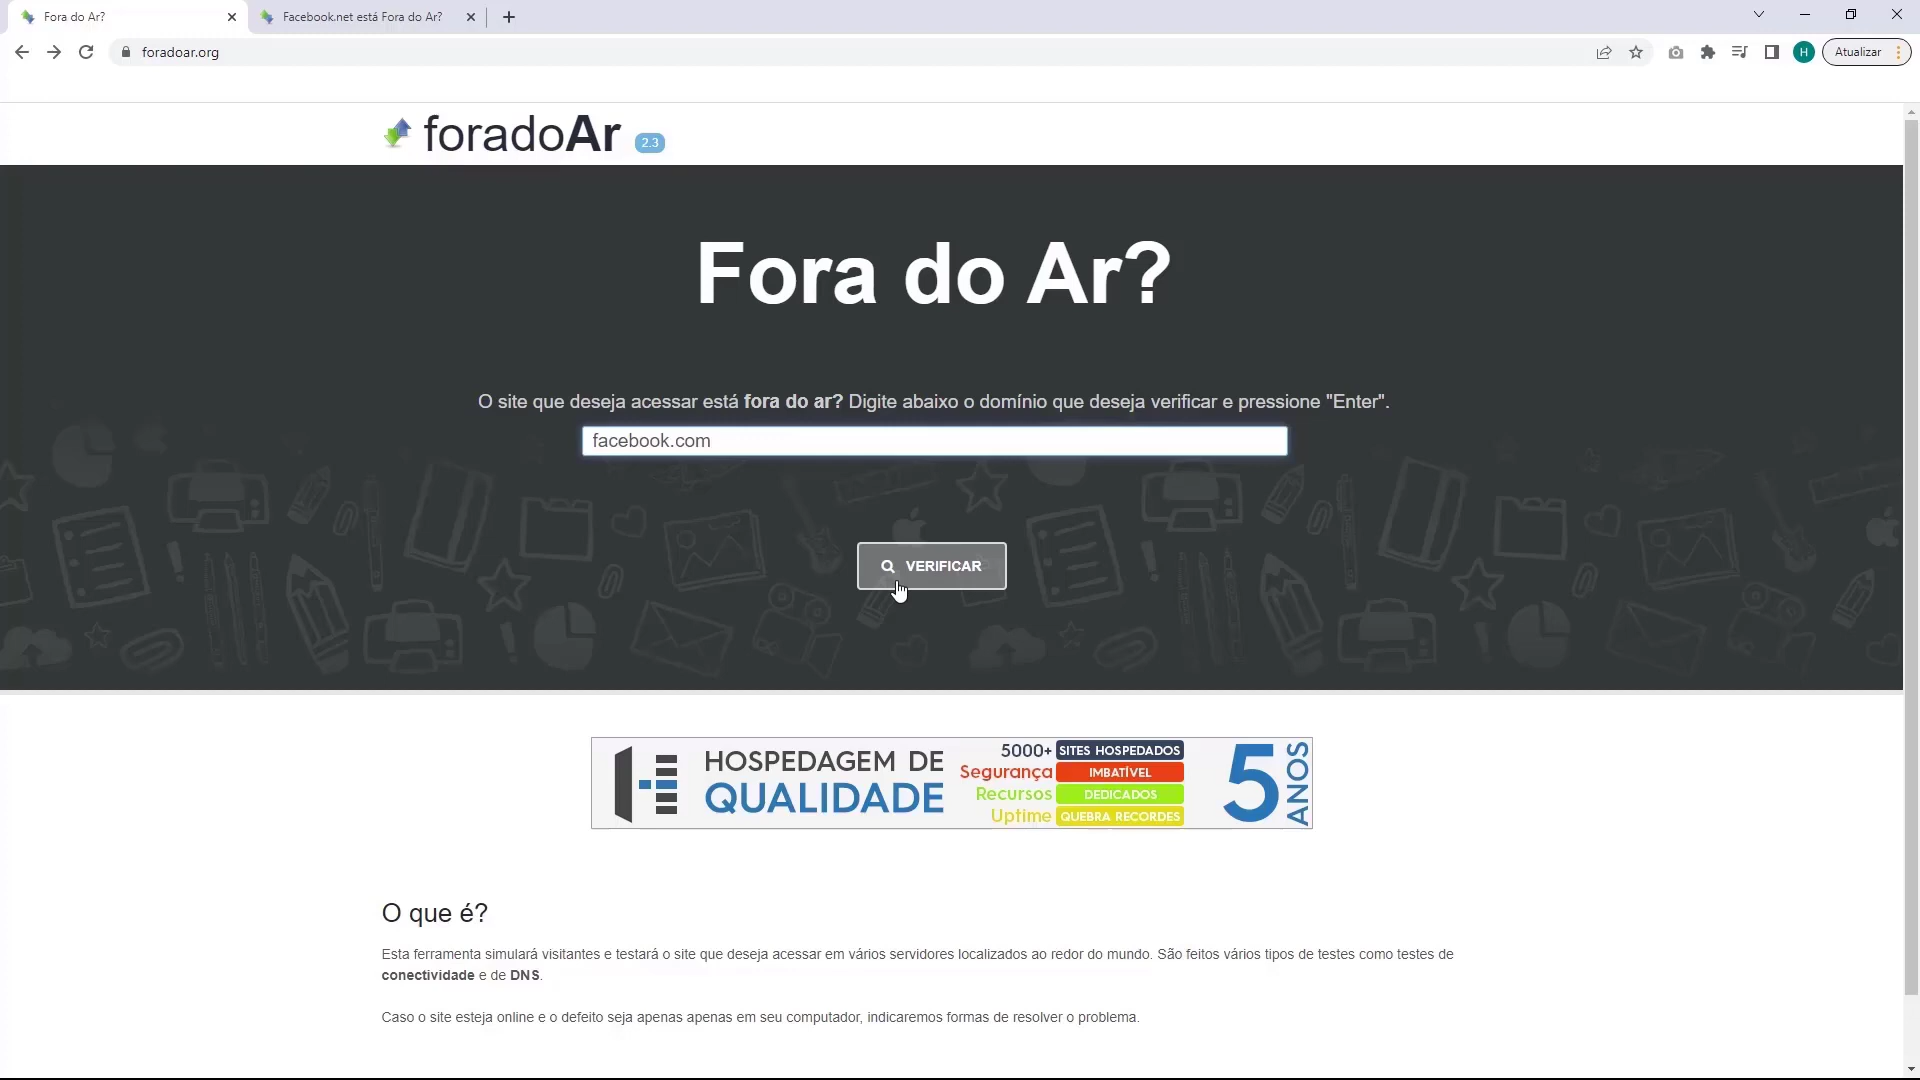 Fora do Ar?
Facebook.net está Fora do Ar?
foradoar.org
H
Atualizar
foradoAr 2.3
Fora do Ar?
O site que deseja acessar está fora do ar? Digite abaixo o domínio que deseja verificar e pressione "Enter".
facebook.com
VERIFICAR
HOSPEDAGEM DE
QUALIDADE
5000+ SITES HOSPEDADOS
Segurança IMBATÍVEL
Recursos DEDICADOS
Uptime QUEBRA RECORDES
5 ANOS
O que é?
Esta ferramenta simulará visitantes e testará o site que deseja acessar em vários servidores localizados ao redor do mundo. São feitos vários tipos de testes como testes de
conectividade e de DNS.
Caso o site esteja online e o defeito seja apenas apenas em seu computador, indicaremos formas de resolver o problema.